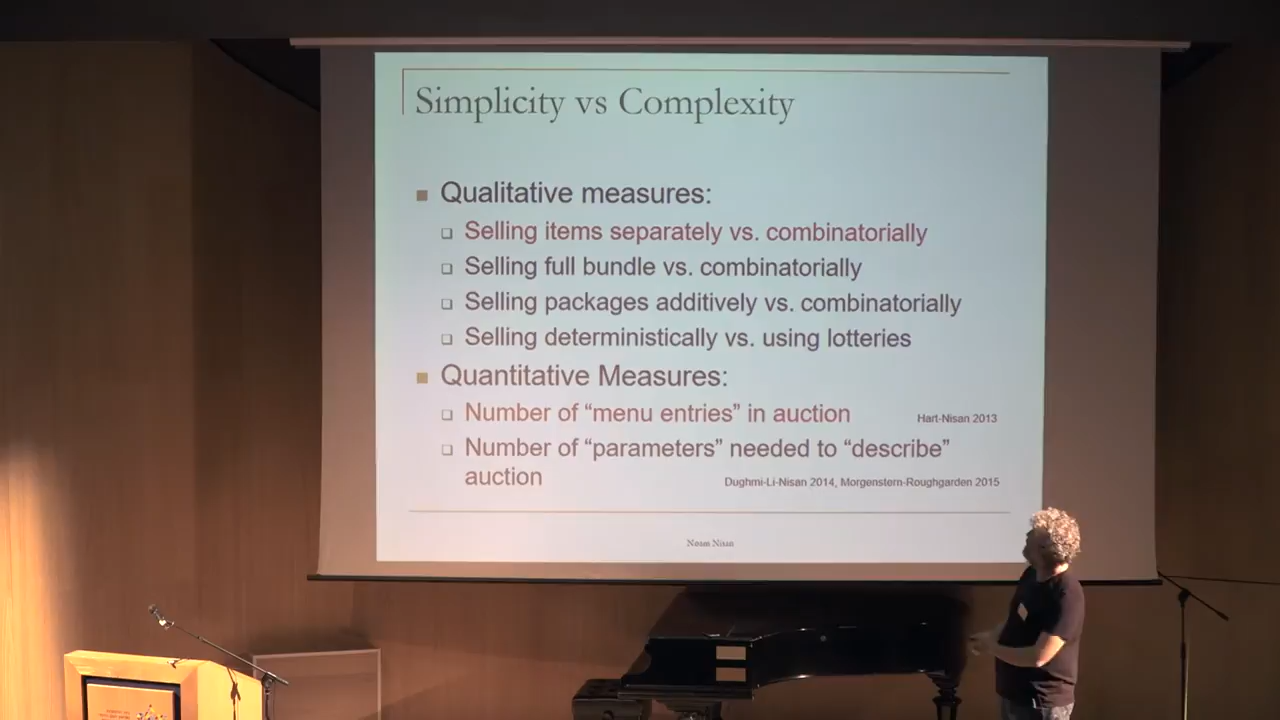 Simplicity vs Complexity
Qualitative measures:
Selling items separately vs. combinatorially
Selling full bundle vs. combinatorially
Selling packages additively vs. combinatorially
Selling deterministically vs. using lotteries
Quantitative Measures:
Number of “menu entries” in auction
Hart-Nisan 2013
Number of “parameters” needed to “describe”
auction
Dughmi-Li-Nisan 2014, Morgenstern-Roughgarden 2015
Noam Nisan